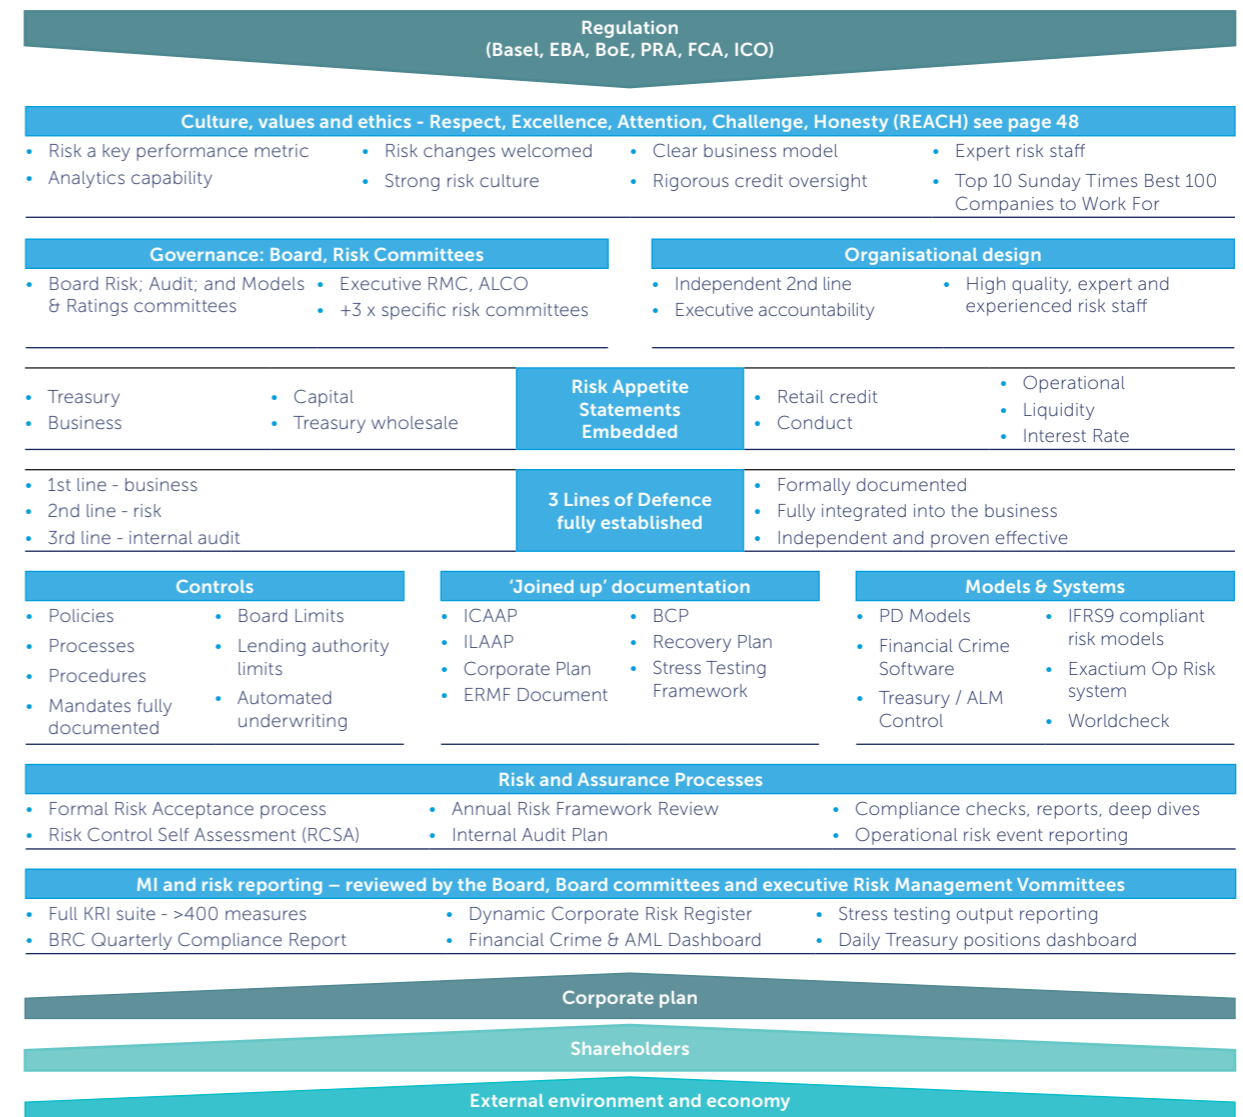 Regulation
(Basel, EBA, BoE, PRA, FCA, ICO)
Culture, values and ethics - Respect, Excellence, Attention, Challenge, Honesty (REACH) see page 48
• Risk a key performance metric
• Analytics capability
• Risk changes welcomed
• Strong risk culture
• Clear business model
• Rigorous credit oversight
• Expert risk staff
• Top 10 Sunday Times Best 100
Companies to Work For
Governance: Board, Risk Committees
• Board Risk; Audit; and Models
& Ratings committees
• Executive RMC, ALCO
• +3 x specific risk committees
Organisational design
• Independent 2nd line
• Executive accountability
• High quality, expert and
experienced risk staff
• Treasury
• Business
• Capital
• Treasury wholesale
Risk Appetite
Statements
Embedded
• Retail credit
• Conduct
• Operational
• Liquidity
• Interest Rate
• 1st line - business
• 2nd line - risk
• 3rd line - internal audit
3 Lines of Defence
fully established
• Formally documented
• Fully integrated into the business
• Independent and proven effective
Controls
• Policies
• Processes
• Procedures
• Mandates fully
documented
• Board Limits
• Lending authority
limits
• Automated
underwriting
‘Joined up’ documentation
• ICAAP
• ILAAP
• Corporate Plan
• ERMF Document
• BCP
• Recovery Plan
• Stress Testing
Framework
Models & Systems
• PD Models
• Financial Crime
Software
• Treasury / ALM
Control
• IFRS9 compliant
risk models
• Exactium Op Risk
system
• Worldcheck
Risk and Assurance Processes
• Formal Risk Acceptance process
• Risk Control Self Assessment (RCSA)
• Annual Risk Framework Review
• Internal Audit Plan
• Compliance checks, reports, deep dives
• Operational risk event reporting
MI and risk reporting – reviewed by the Board, Board committees and executive Risk Management Vommittees
• Full KRI suite - >400 measures
• BRC Quarterly Compliance Report
• Dynamic Corporate Risk Register
• Financial Crime & AML Dashboard
• Stress testing output reporting
• Daily Treasury positions dashboard
Corporate plan
Shareholders
External environment and economy